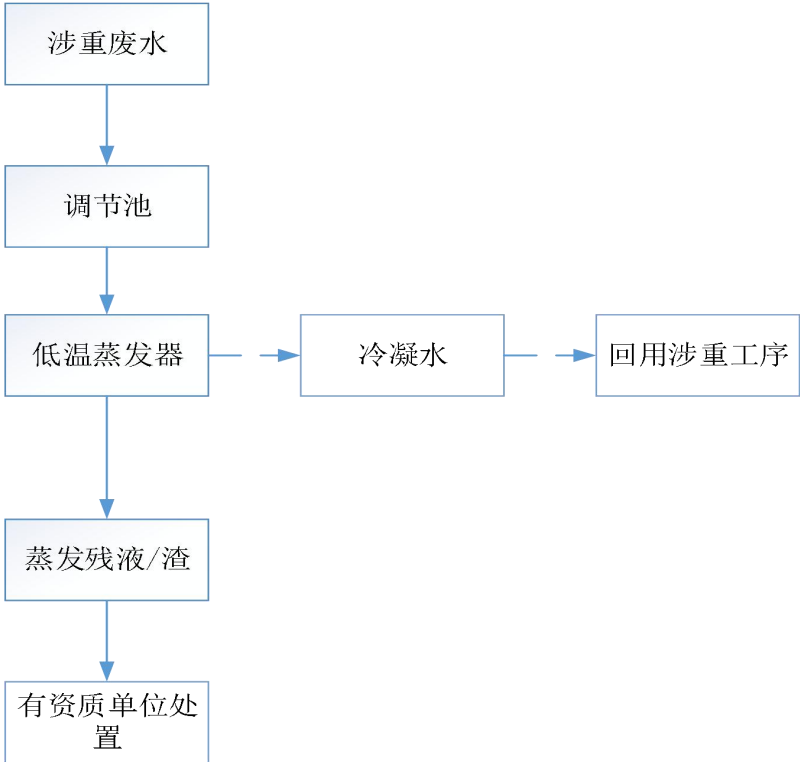 涉重废水
调节池
低温蒸发器
冷凝水
回用涉重工序
蒸发残液/渣
有资质单位处
置